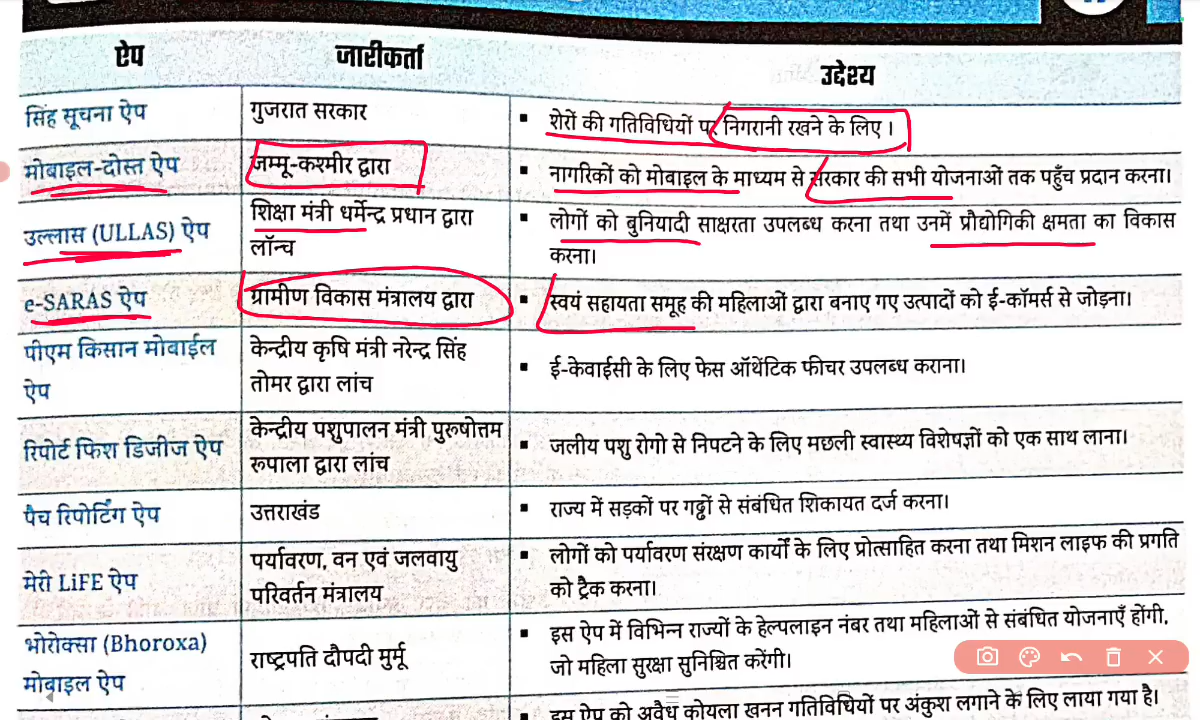 ऐप जारीकर्ता उद्देश्य
सिंह सूचना ऐप गुजरात सरकार ▪ शेरों की गतिविधियों पर निगरानी रखने के लिए।
मोबाइल-दोस्त ऐप जम्मू-कश्मीर द्वारा ▪ नागरिकों को मोबाइल के माध्यम से सरकार की सभी योजनाओं तक पहुँच प्रदान करना।
उल्लास (ULLAS) ऐप शिक्षा मंत्री धर्मेन्द्र प्रधान द्वारा ▪ लोगों को बुनियादी साक्षरता उपलब्ध करना तथा उनमें प्रौद्योगिकी क्षमता का विकास
लॉन्च करना।
e-SARAS ऐप ग्रामीण विकास मंत्रालय द्वारा ▪ स्वयं सहायता समूह की महिलाओं द्वारा बनाए गए उत्पादों को ई-कॉमर्स से जोड़ना।
पीएम किसान मोबाईल केन्द्रीय कृषि मंत्री नरेन्द्र सिंह ▪ ई-केवाईसी के लिए फेस ऑथेंटिक फीचर उपलब्ध कराना।
ऐप तोमर द्वारा लांच
रिपोर्ट फिश डिजीज ऐप केन्द्रीय पशुपालन मंत्री पुरुषोत्तम ▪ जलीय पशु रोगो से निपटने के लिए मछली स्वास्थ्य विशेषज्ञों को एक साथ लाना।
रूपाला द्वारा लांच
पैच रिपोर्टिंग ऐप उत्तराखंड ▪ राज्य में सड़कों पर गढ्ढों से संबंधित शिकायत दर्ज करना।
मेरी LiFE ऐप पर्यावरण, वन एवं जलवायु ▪ लोगों को पर्यावरण संरक्षण कार्यों के लिए प्रोत्साहित करना तथा मिशन लाइफ की प्रगति
परिवर्तन मंत्रालय को ट्रैक करना।
भोरोक्सा (Bhoroxa) राष्ट्रपति दौपदी मुर्मू ▪ इस ऐप में विभिन्न राज्यों के हेल्पलाइन नंबर तथा महिलाओं से संबंधित योजनाएँ होंगी,
मोबाइल ऐप जो महिला सुरक्षा सुनिश्चित करेंगी।
▪ इस ऐप को अवैध कोयला खनन गतिविधियों पर अंकुश लगाने के लिए लाया गया है।